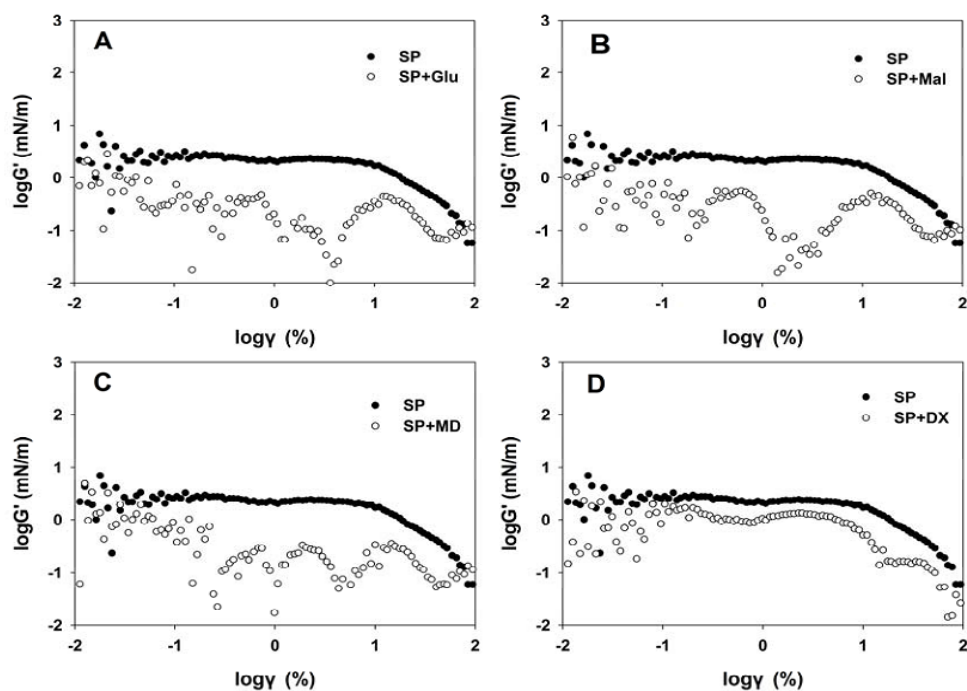 A
SP
SP+Glu
3
2
1
0
-1
-2
logG' (mN/m)
-2
-1
0
1
2
logγ (%)
B
SP
SP+Mal
3
2
1
0
-1
-2
logG' (mN/m)
-2
-1
0
1
2
logγ (%)
C
SP
SP+MD
3
2
1
0
-1
-2
logG' (mN/m)
-2
-1
0
1
2
logγ (%)
D
SP
SP+DX
3
2
1
0
-1
-2
logG' (mN/m)
-2
-1
0
1
2
logγ (%)